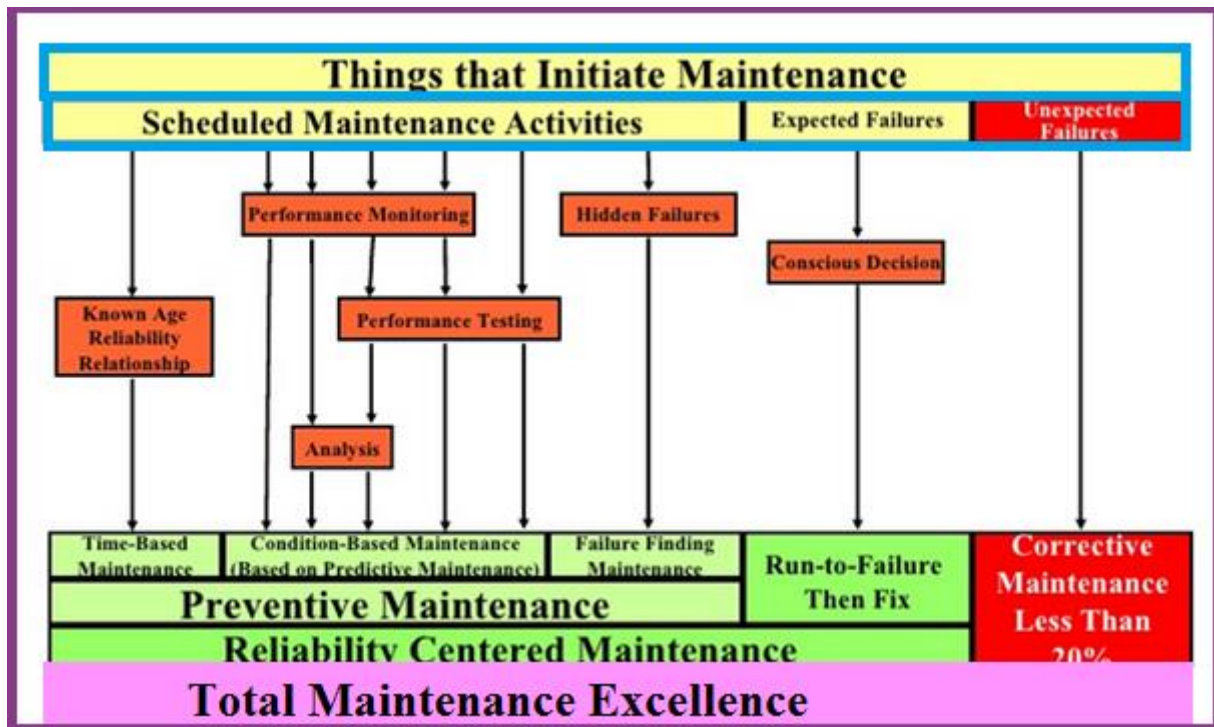 Things that Initiate Maintenance
Scheduled Maintenance Activities
Expected Failures
Unexpected
Failures
Performance Monitoring
Hidden Failures
Conscious Decision
Known Age
Reliability
Relationship
Performance Testing
Analysis
Time-Based
Maintenance
Condition-Based Maintenance
(Based on Predictive Maintenance)
Failure Finding
Maintenance
Run-to-Failure
Then Fix
Corrective
Maintenance
Less Than
20%
Preventive Maintenance
Reliability Centered Maintenance
Total Maintenance Excellence